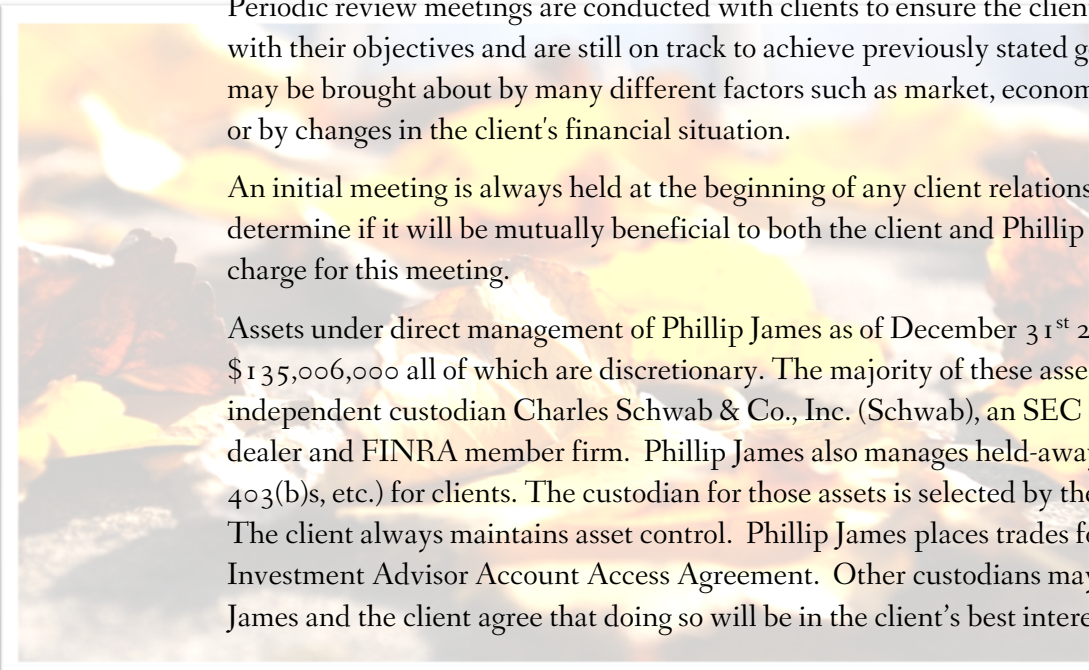 Periodic review meetings are conducted with clients to ensure the clien
with their objectives and are still on track to achieve previously stated g
may be brought about by many different factors such as market, econom
or by changes in the client's financial situation.
An initial meeting is always held at the beginning of any client relations
determine if it will be mutually beneficial to both the client and Phillip
charge for this meeting.
Assets under direct management of Phillip James as of December 31st 2
$135,006,000 all of which are discretionary. The majority of these asse
independent custodian Charles Schwab & Co., Inc. (Schwab), an SEC
dealer and FINRA member firm.  Phillip James also manages held-away
403(b)s, etc.) for clients. The custodian for those assets is selected by the
The client always maintains asset control.  Phillip James places trades fo
Investment Advisor Account Access Agreement.  Other custodians may
James and the client agree that doing so will be in the client’s best intere